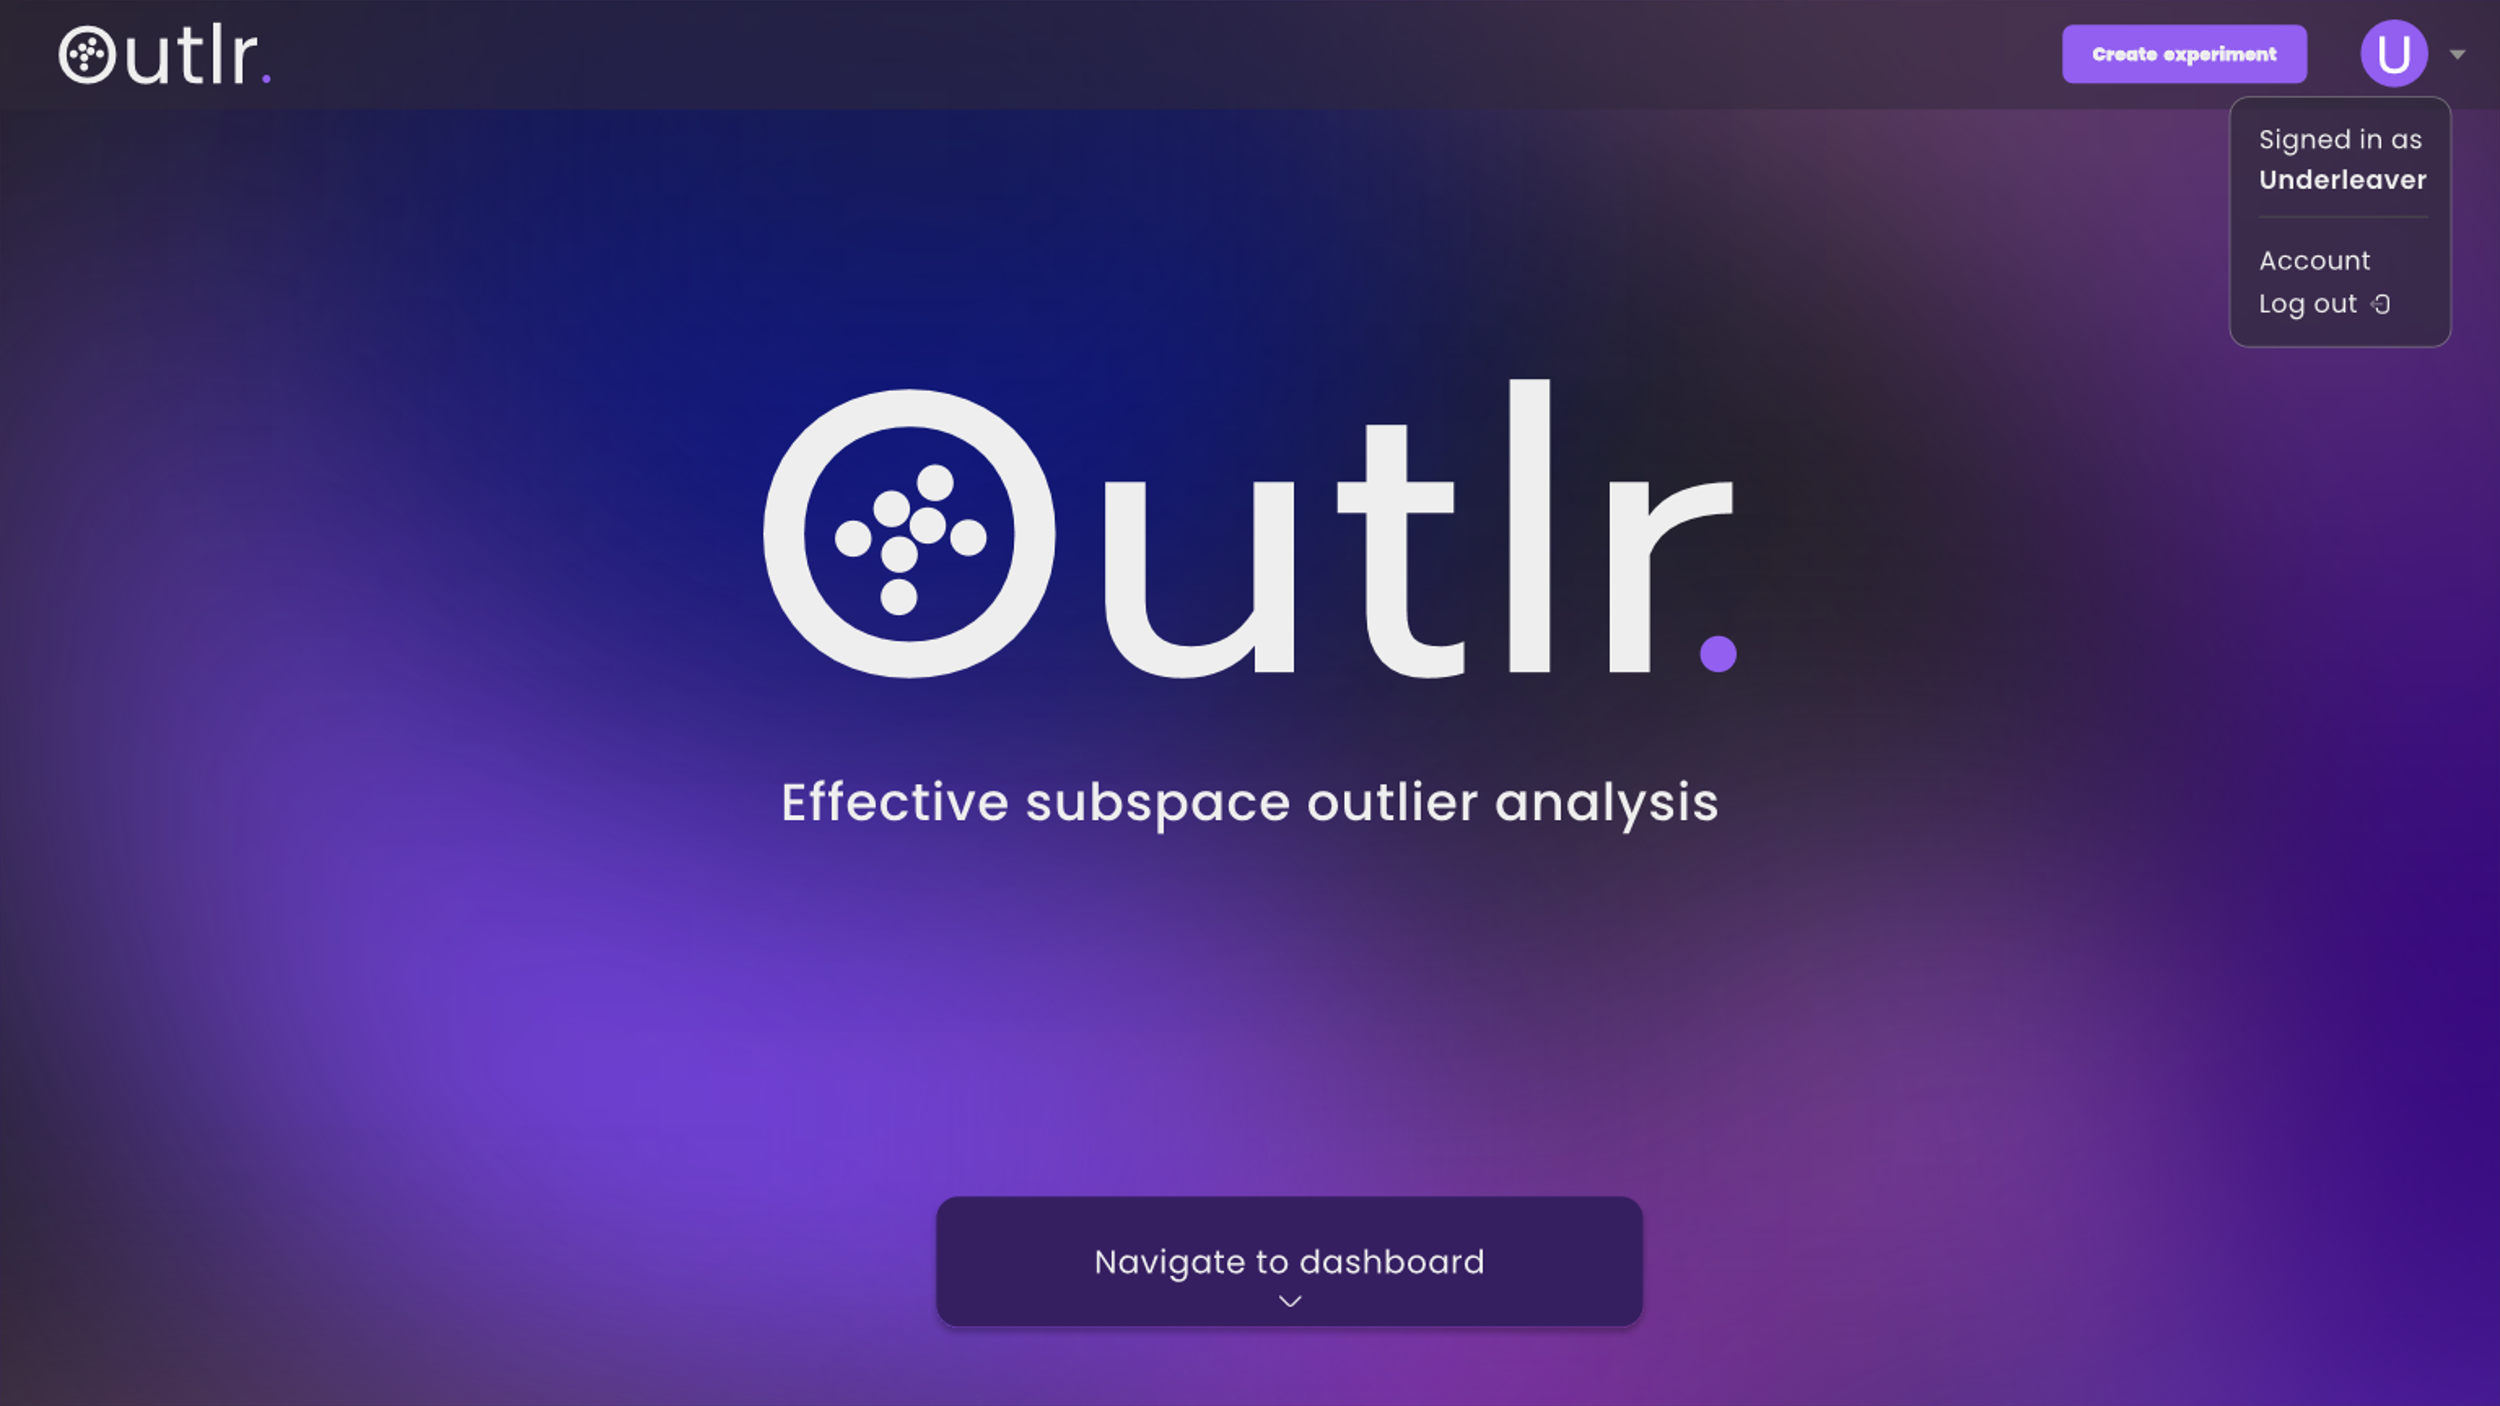 Outlr.
Create experiment
U
Signed in as
Underleaver
Account
Log out
Outlr.
Effective subspace outlier analysis
Navigate to dashboard